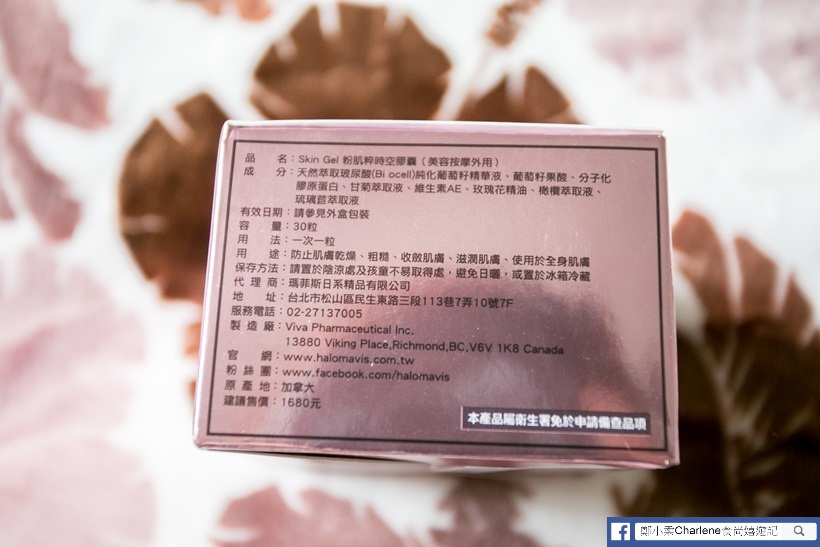 品　　名：Skin Gel 粉肌粹時空膠囊（美容按摩外用）
成　　分：天然萃取玻尿酸(Bi ocell)純化葡萄籽精華液、葡萄籽果酸、分子化
膠原蛋白、甘菊萃取液、維生素AE、玫瑰花精油、橄欖萃取液、
琉璃苣萃取液
有效日期：請參見外盒包裝
容　　量：30粒
用　　法：一次一粒
用　　途：防止肌膚乾燥、粗糙、收斂肌膚、滋潤肌膚、使用於全身肌膚
保存方法：請置於陰涼處及孩童不易取得處，避免日曬，或置於冰箱冷藏
代 理 商：瑪菲斯日系精品有限公司
地　　址：台北市松山區民生東路三段113巷7弄10號7F
服務電話：02-27137005
製 造 廠：Viva Pharmaceutical Inc.
13880 Viking Place,Richmond,BC,V6V 1K8 Canada
官　　網：www.halomavis.com.tw
粉 絲 團：www.facebook.com/halomavis
原 產 地：加拿大
建議售價：1680元
本產品屬衛生署免於申請備查品項
鄭小柔Charlene食尚嬉遊記